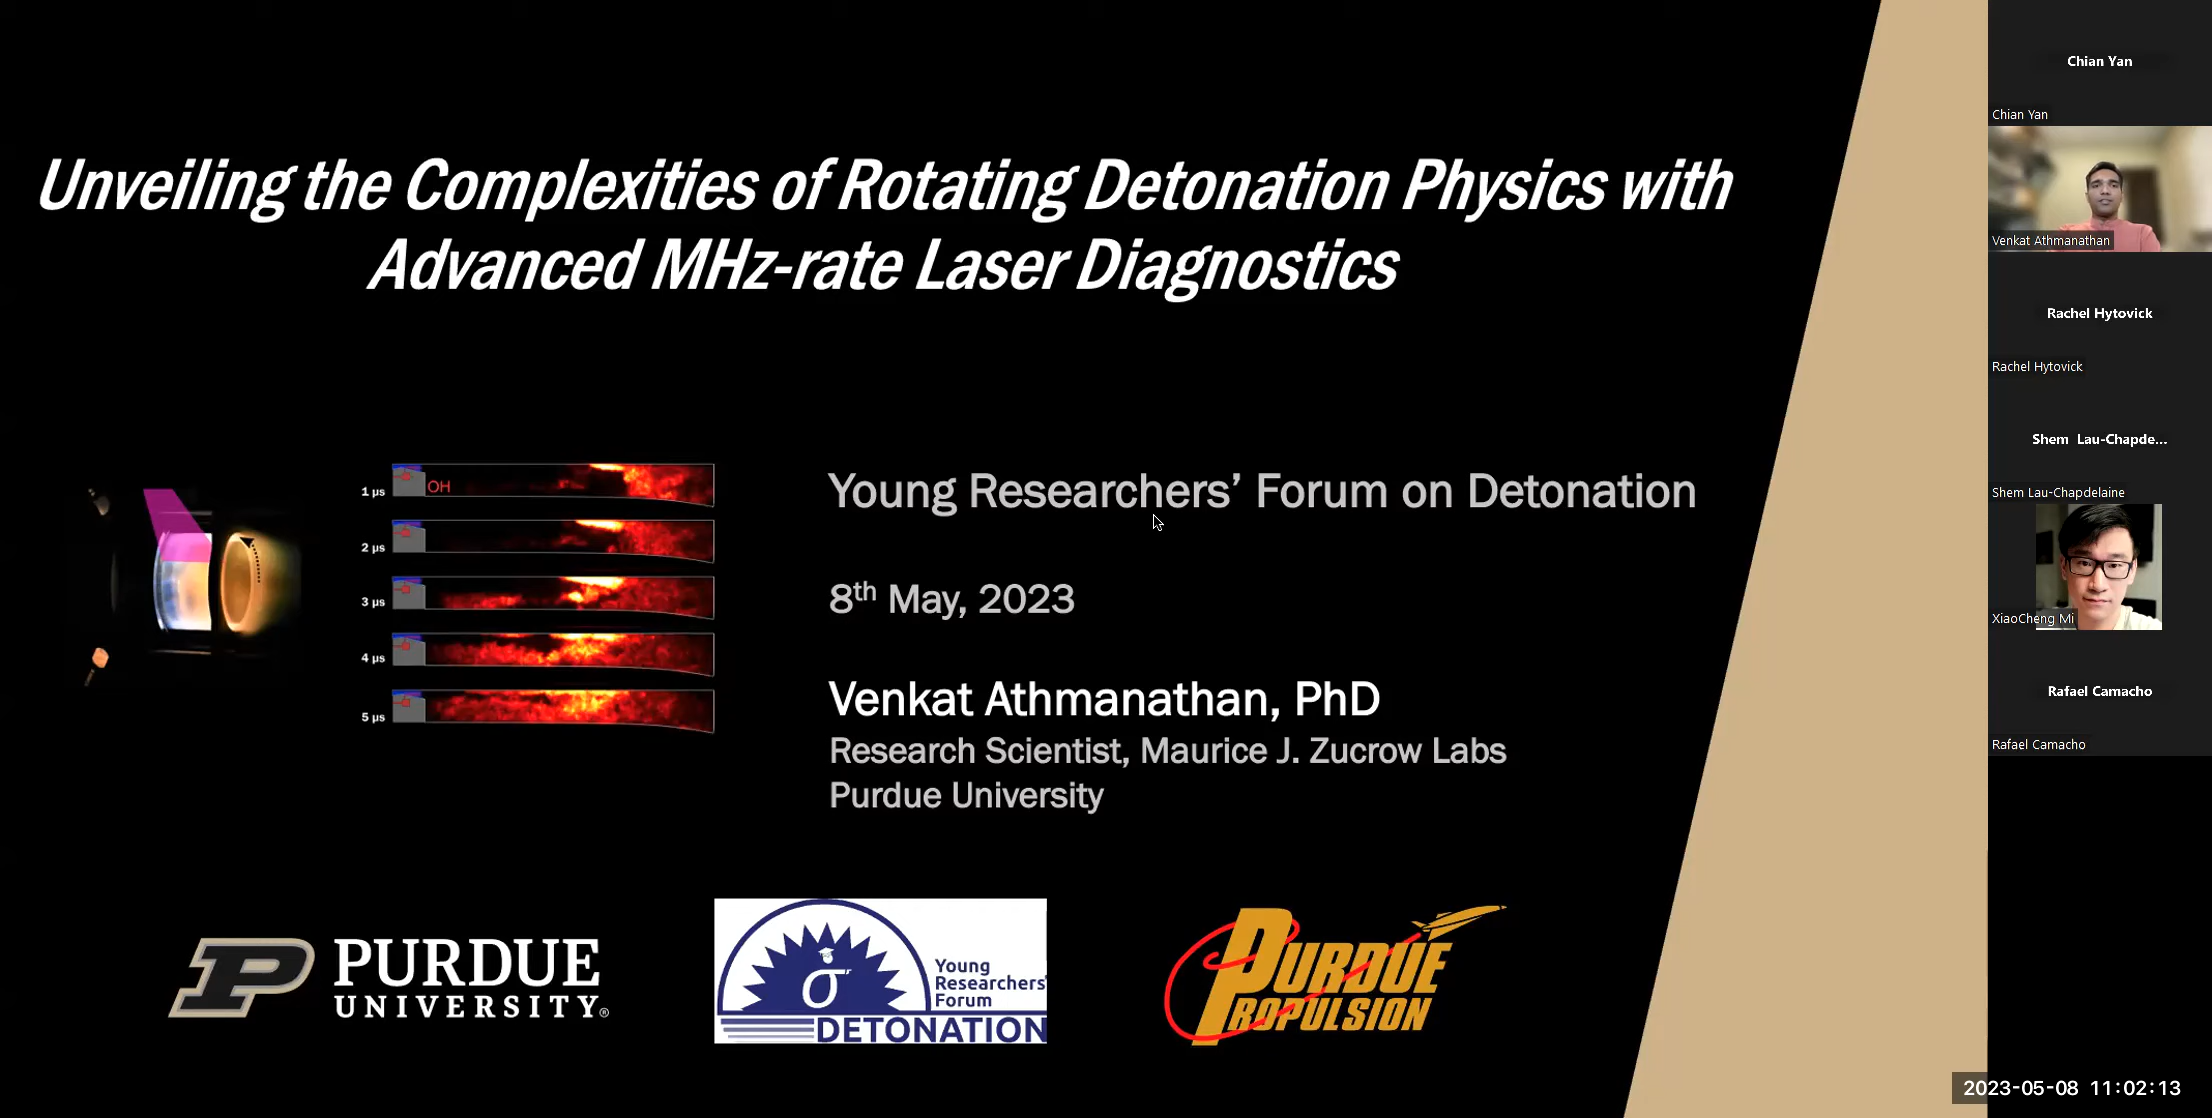 Unveiling the Complexities of Rotating Detonation Physics with
Advanced MHz-rate Laser Diagnostics
1 µs
OH
2 µs
3 µs
4 µs
5 µs
Young Researchers’ Forum on Detonation
8th May, 2023
Venkat Athmanathan, PhD
Research Scientist, Maurice J. Zucrow Labs
Purdue University
P PURDUE
UNIVERSITY®
σ
Young
Researchers'
Forum
DETONATION
PURDUE
PROPULSION
Chian Yan
Chian Yan
Venkat Athmanathan
Rachel Hytovick
Rachel Hytovick
Shem Lau-Chapde...
Shem Lau-Chapdelaine
XiaoCheng Mi
Rafael Camacho
Rafael Camacho
2023-05-08 11:02:13